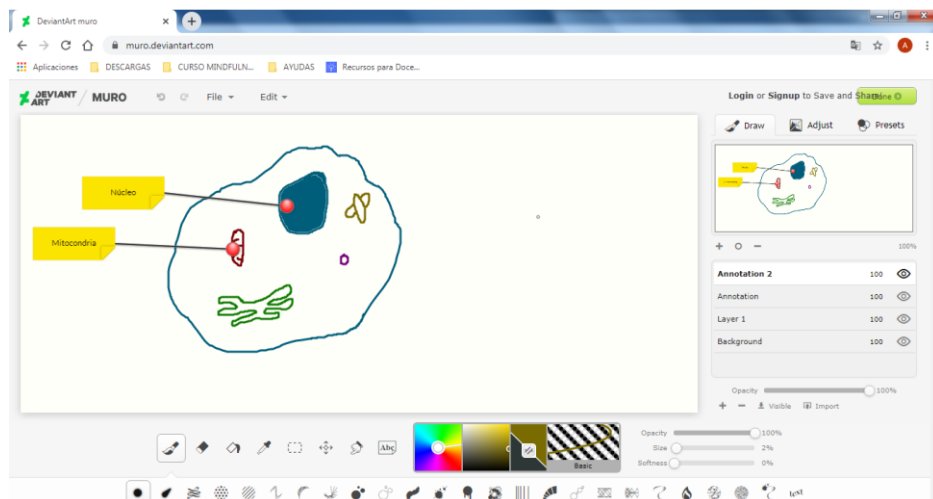 DeviantArt muro
muro.deviantart.com
A
Aplicaciones
DESCARGAS
CURSO MINDFULN...
AYUDAS
Recursos para Doce...
DEVIANT ART / MURO
File
Edit
Login or Signup to Save and
Draw
Adjust
Presets
Núcleo
Mitocondria
100%
Annotation 2 100
Annotation 100
Layer 1 100
Background 100
Opacity 100%
Visible
Import
Abc
Basic
Opacity 100%
Size 2%
Softness 0%
text